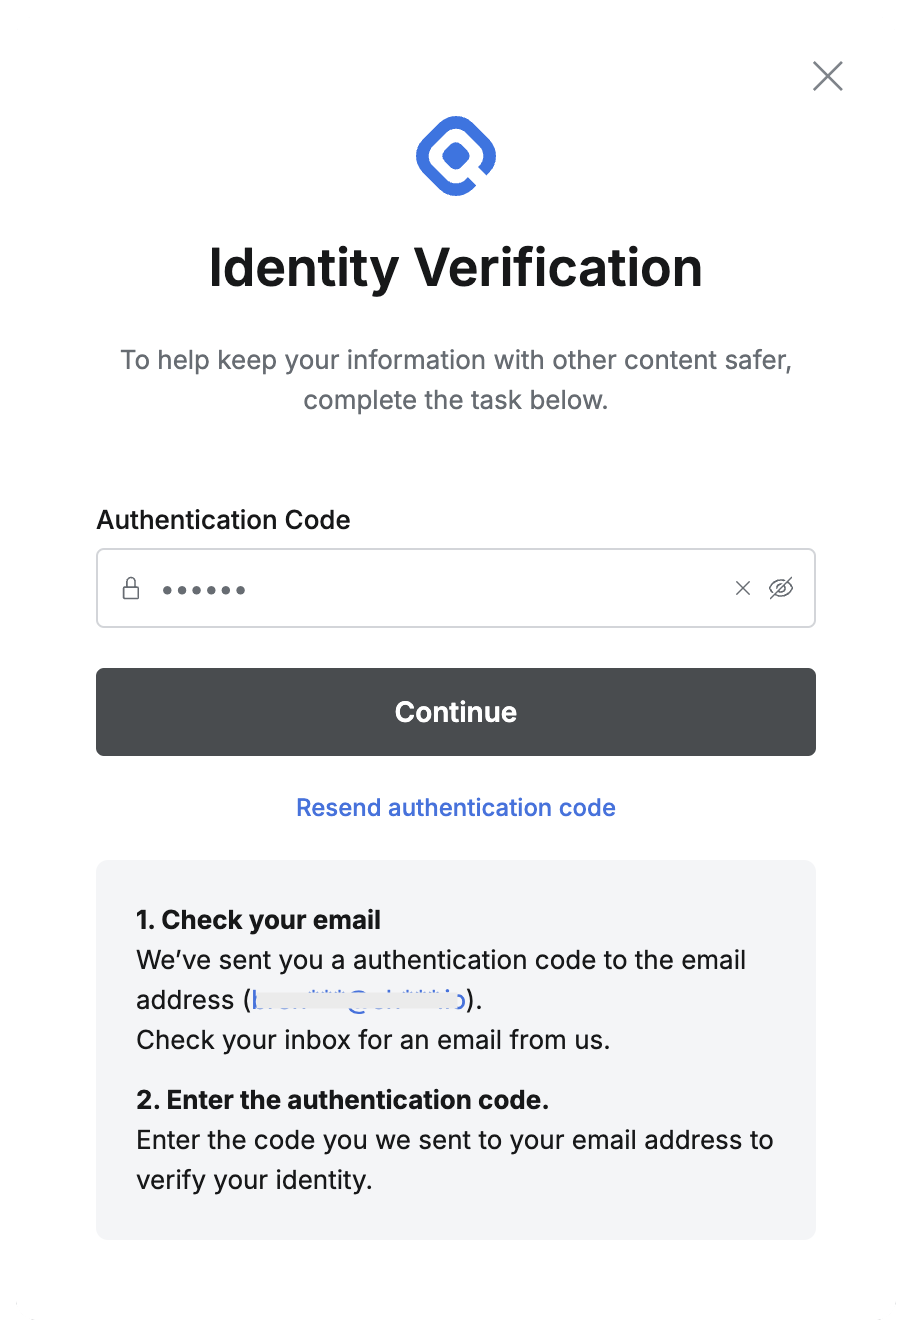 Identity Verification
To help keep your information with other content safer,
complete the task below.
Authentication Code
••••••
Continue
Resend authentication code
1. Check your email
We’ve sent you a authentication code to the email
address (
).
Check your inbox for an email from us.
2. Enter the authentication code.
Enter the code you we sent to your email address to
verify your identity.